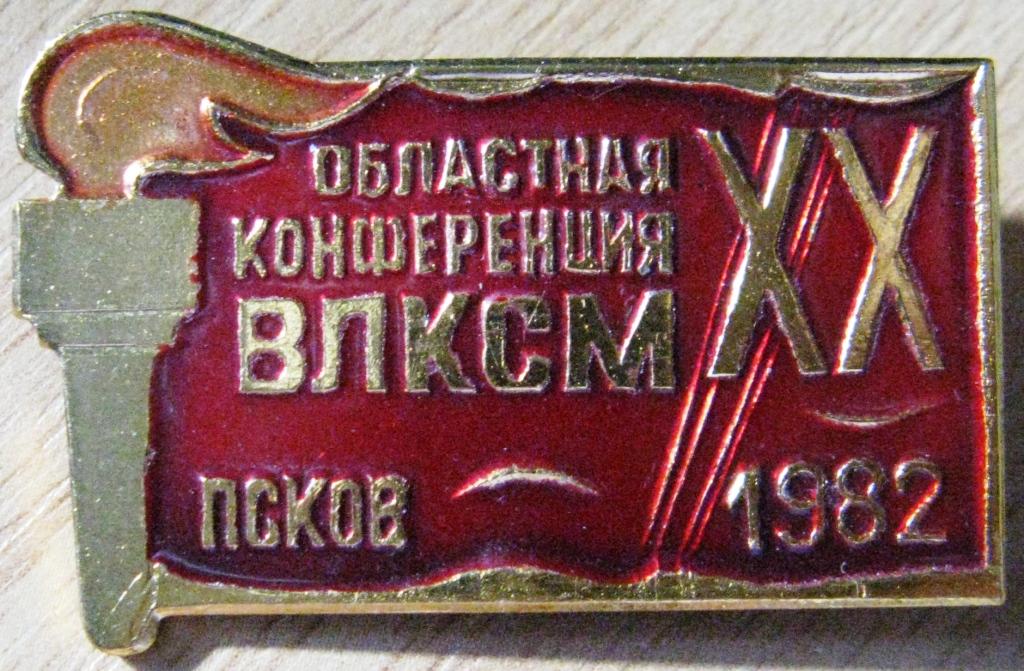 ОБЛАСТНАЯ
КОНФЕРЕНЦИЯ
ВЛКСМ
XX
ПСКОВ
1982